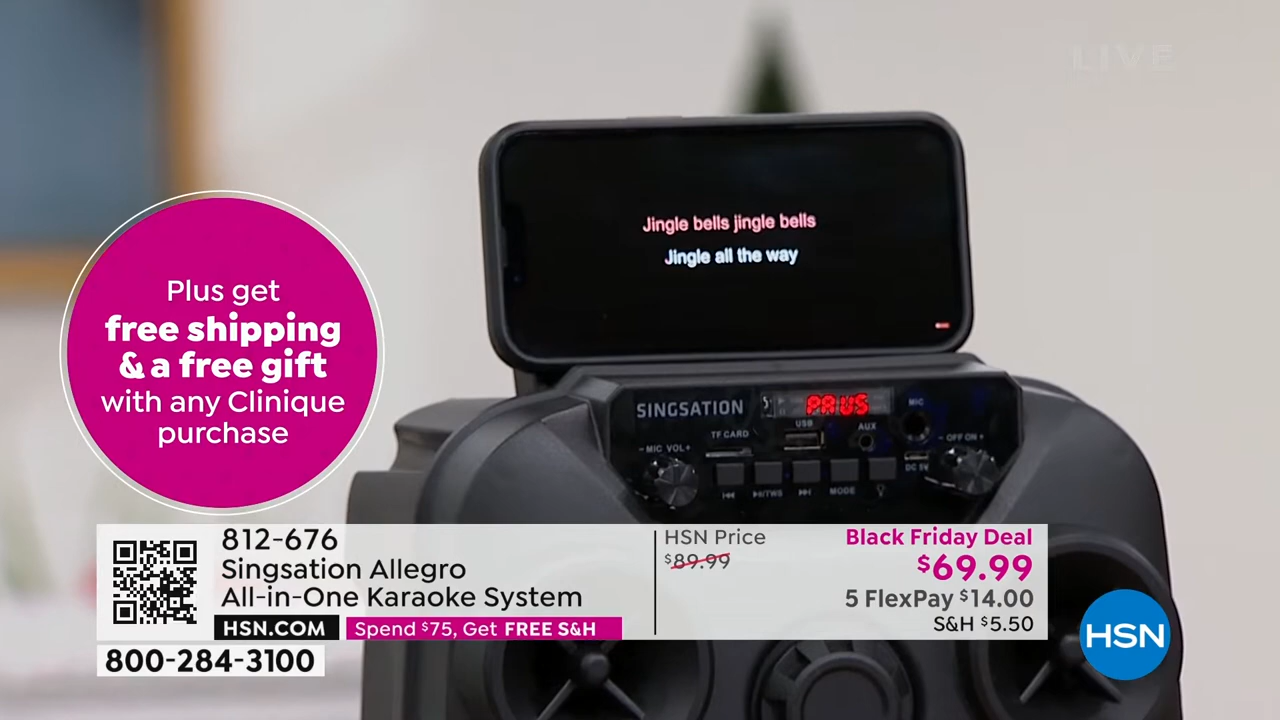 LIVE
Jingle bells jingle bells
Jingle all the way
Plus get
free shipping
& a free gift
with any Clinique
purchase
SINGSATION
PAUS
MIC
USB
AUX
TF CARD
- MIC VOL +
- OFF ON +
DC 5V
⏮ ⏯/TWS ⏭ MODE
812-676
Singsation Allegro
All-in-One Karaoke System
HSN.COM
Spend $75, Get FREE S&H
800-284-3100
HSN Price
$89.99
Black Friday Deal
$69.99
5 FlexPay $14.00
S&H $5.50
HSN